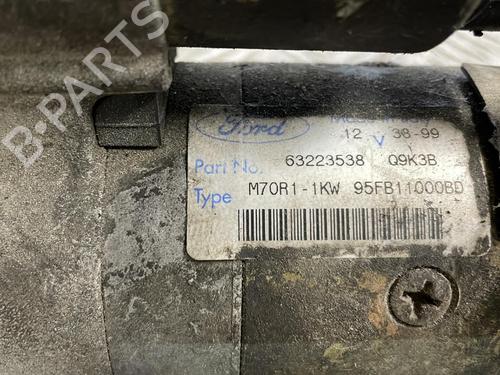 B-PARTS
Ford
12 V 38-99
Part No. 63223538 Q9K3B
Type M70R1-1KW 95FB11000BD